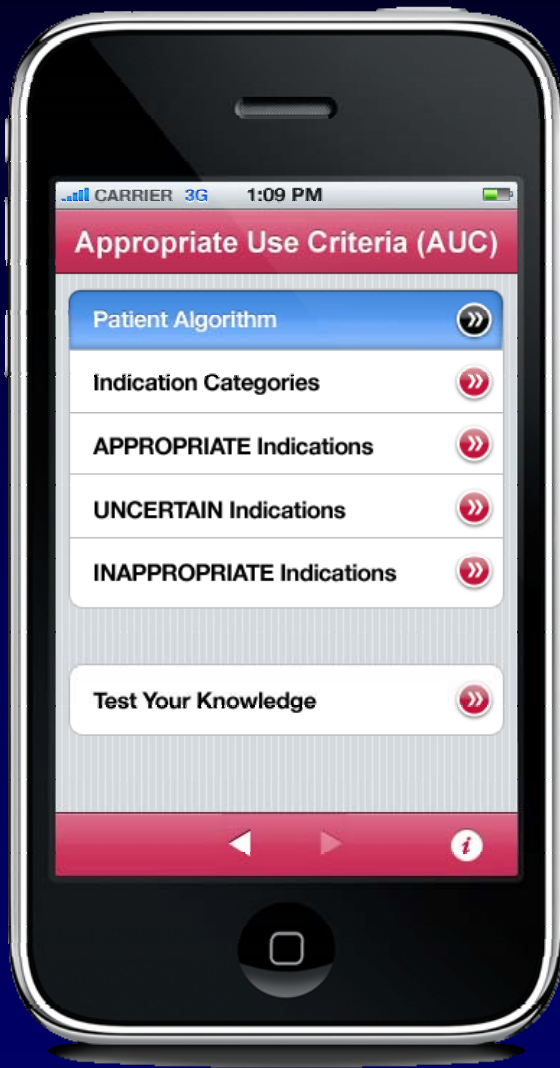 CARRIER 3G 1:09 PM
Appropriate Use Criteria (AUC)
Patient Algorithm
Indication Categories
APPROPRIATE Indications
UNCERTAIN Indications
INAPPROPRIATE Indications
Test Your Knowledge
i